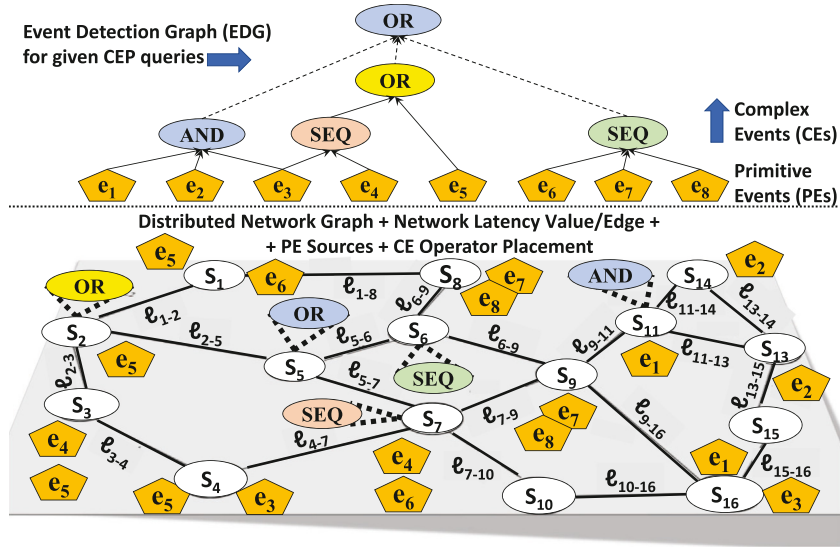 OR
Event Detection Graph (EDG)
for given CEP queries
OR
AND
SEQ
SEQ
Complex
Events (CEs)
e1
e2
e3
e4
e5
e6
e7
e8
Primitive
Events (PEs)
Distributed Network Graph + Network Latency Value/Edge +
+ PE Sources + CE Operator Placement
e5
S1
e6
ℓ1-8
S8
e7
e8
AND
S14
e2
OR
S2
ℓ1-2
ℓ2-5
e5
OR
ℓ5-6
ℓ6-9
S6
ℓ6-9
ℓ9-11
S11
ℓ11-14
ℓ13-14
ℓ11-13
S13
e1
e2
ℓ2-3
S5
ℓ5-7
SEQ
S9
ℓ13-15
S3
e4
e5
ℓ3-4
SEQ
S7
ℓ4-7
ℓ7-9
e7
e8
ℓ9-16
S15
S4
e5
e3
e4
e6
ℓ7-10
S10
ℓ10-16
e1
S16
ℓ15-16
e3